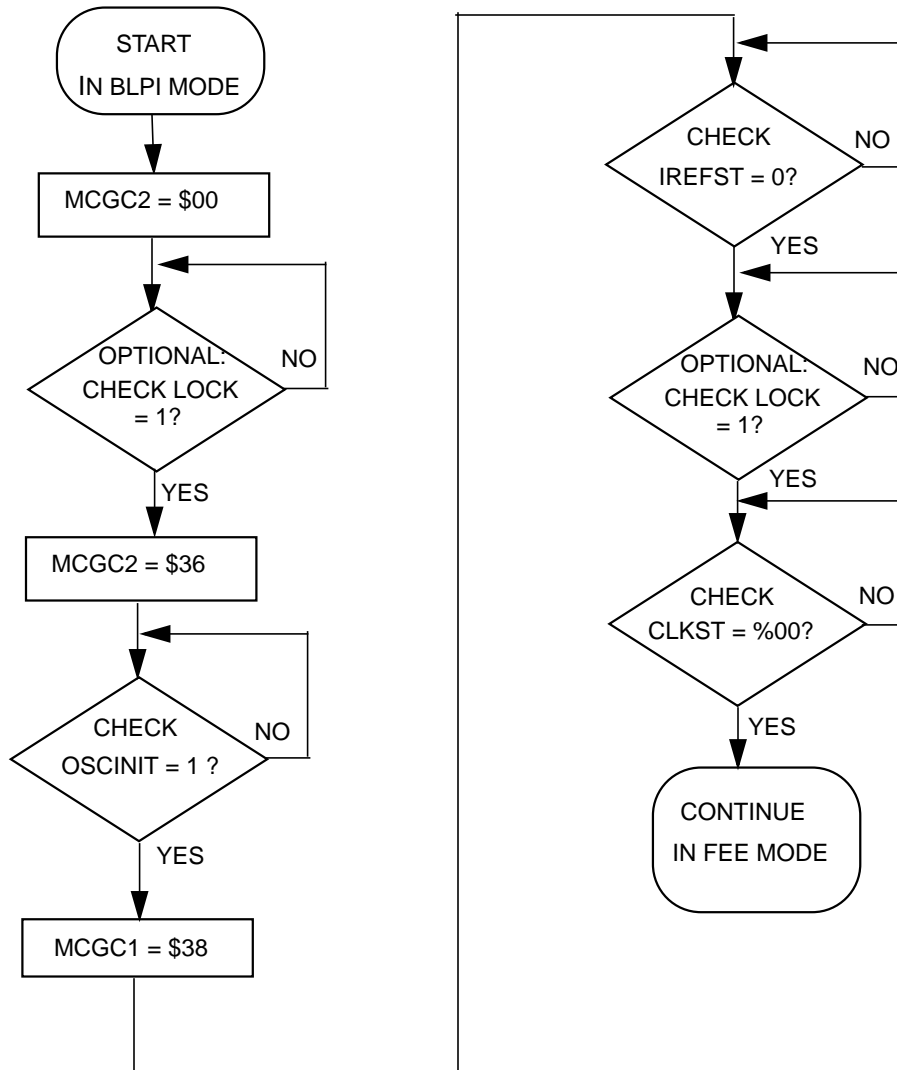 START
IN BLPI MODE
MCGC2 = $00
OPTIONAL:
CHECK LOCK
= 1?
NO
YES
MCGC2 = $36
CHECK
OSCINIT = 1 ?
NO
YES
MCGC1 = $38
CHECK
IREFST = 0?
NO
YES
OPTIONAL:
CHECK LOCK
= 1?
NO
YES
CHECK
CLKST = %00?
NO
YES
CONTINUE
IN FEE MODE